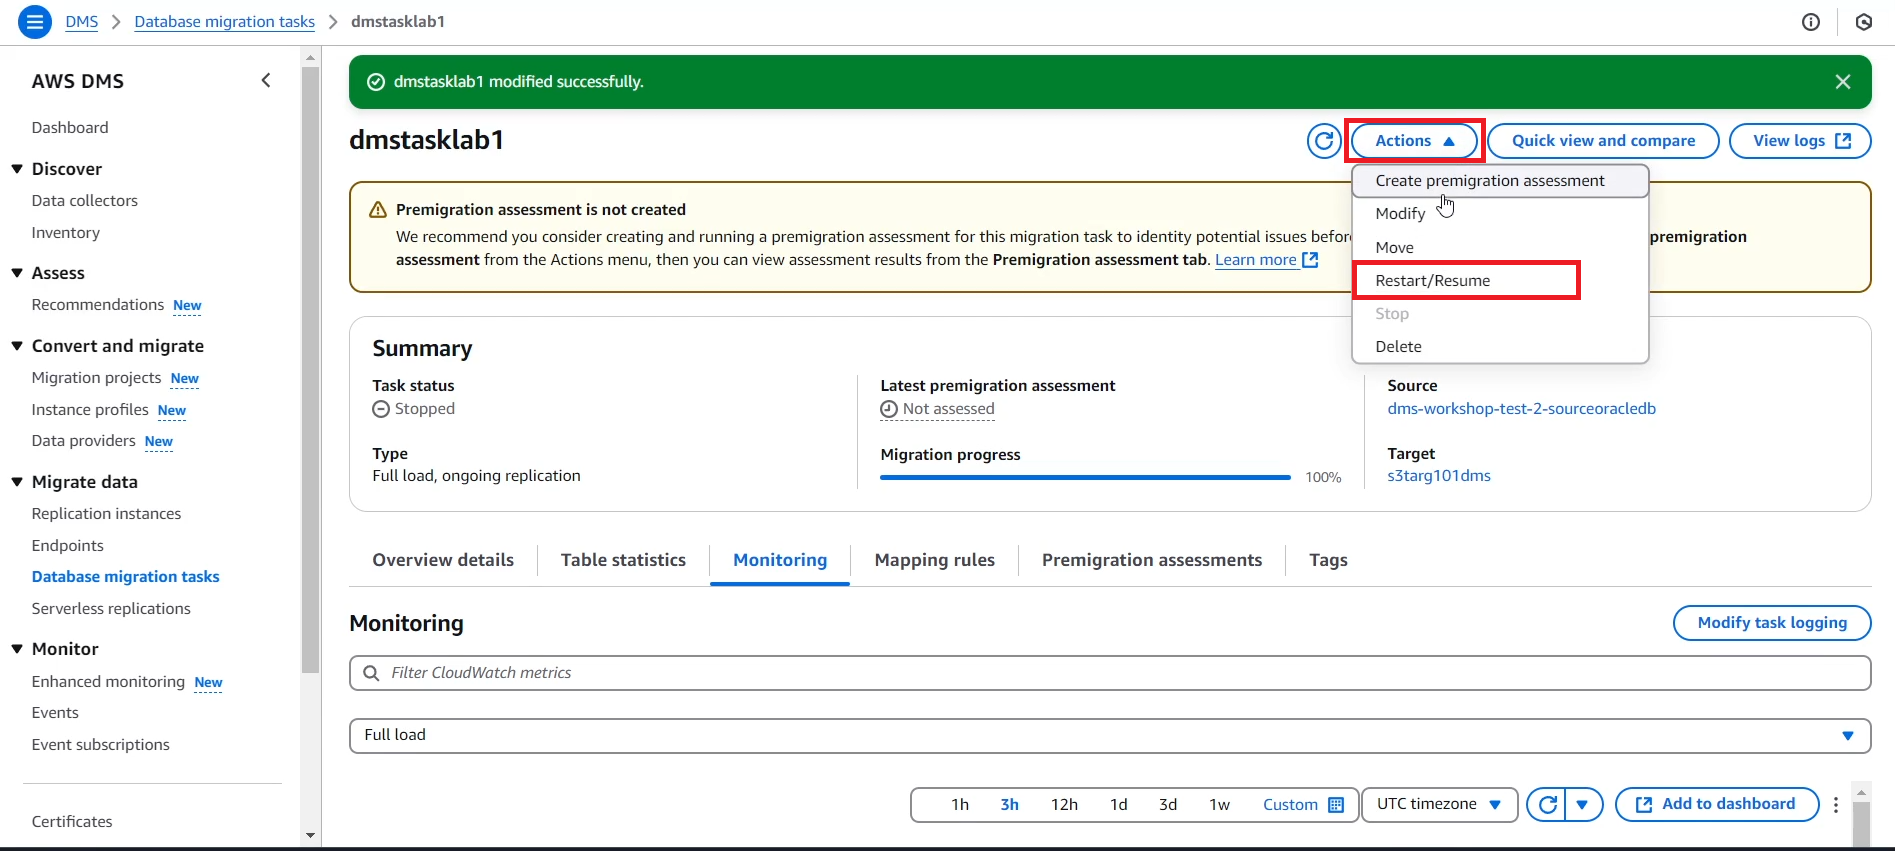 DMS > Database migration tasks > dmstasklab1
AWS DMS
Dashboard
Discover
Data collectors
Inventory
Assess
Recommendations New
Convert and migrate
Migration projects New
Instance profiles New
Data providers New
Migrate data
Replication instances
Endpoints
Database migration tasks
Serverless replications
Monitor
Enhanced monitoring New
Events
Event subscriptions
Certificates
dmstasklab1 modified successfully.
dmstasklab1
Actions
Quick view and compare
View logs
Create premigration assessment
Modify
Move
Restart/Resume
Stop
Delete
Premigration assessment is not created
We recommend you consider creating and running a premigration assessment for this migration task to identity potential issues befor premigration
assessment from the Actions menu, then you can view assessment results from the Premigration assessment tab. Learn more
Summary
Task status
Stopped
Type
Full load, ongoing replication
Latest premigration assessment
Not assessed
Migration progress
100%
Source
dms-workshop-test-2-sourceoracledb
Target
s3targ101dms
Overview details
Table statistics
Monitoring
Mapping rules
Premigration assessments
Tags
Monitoring
Modify task logging
Filter CloudWatch metrics
Full load
1h 3h 12h 1d 3d 1w Custom
UTC timezone
Add to dashboard